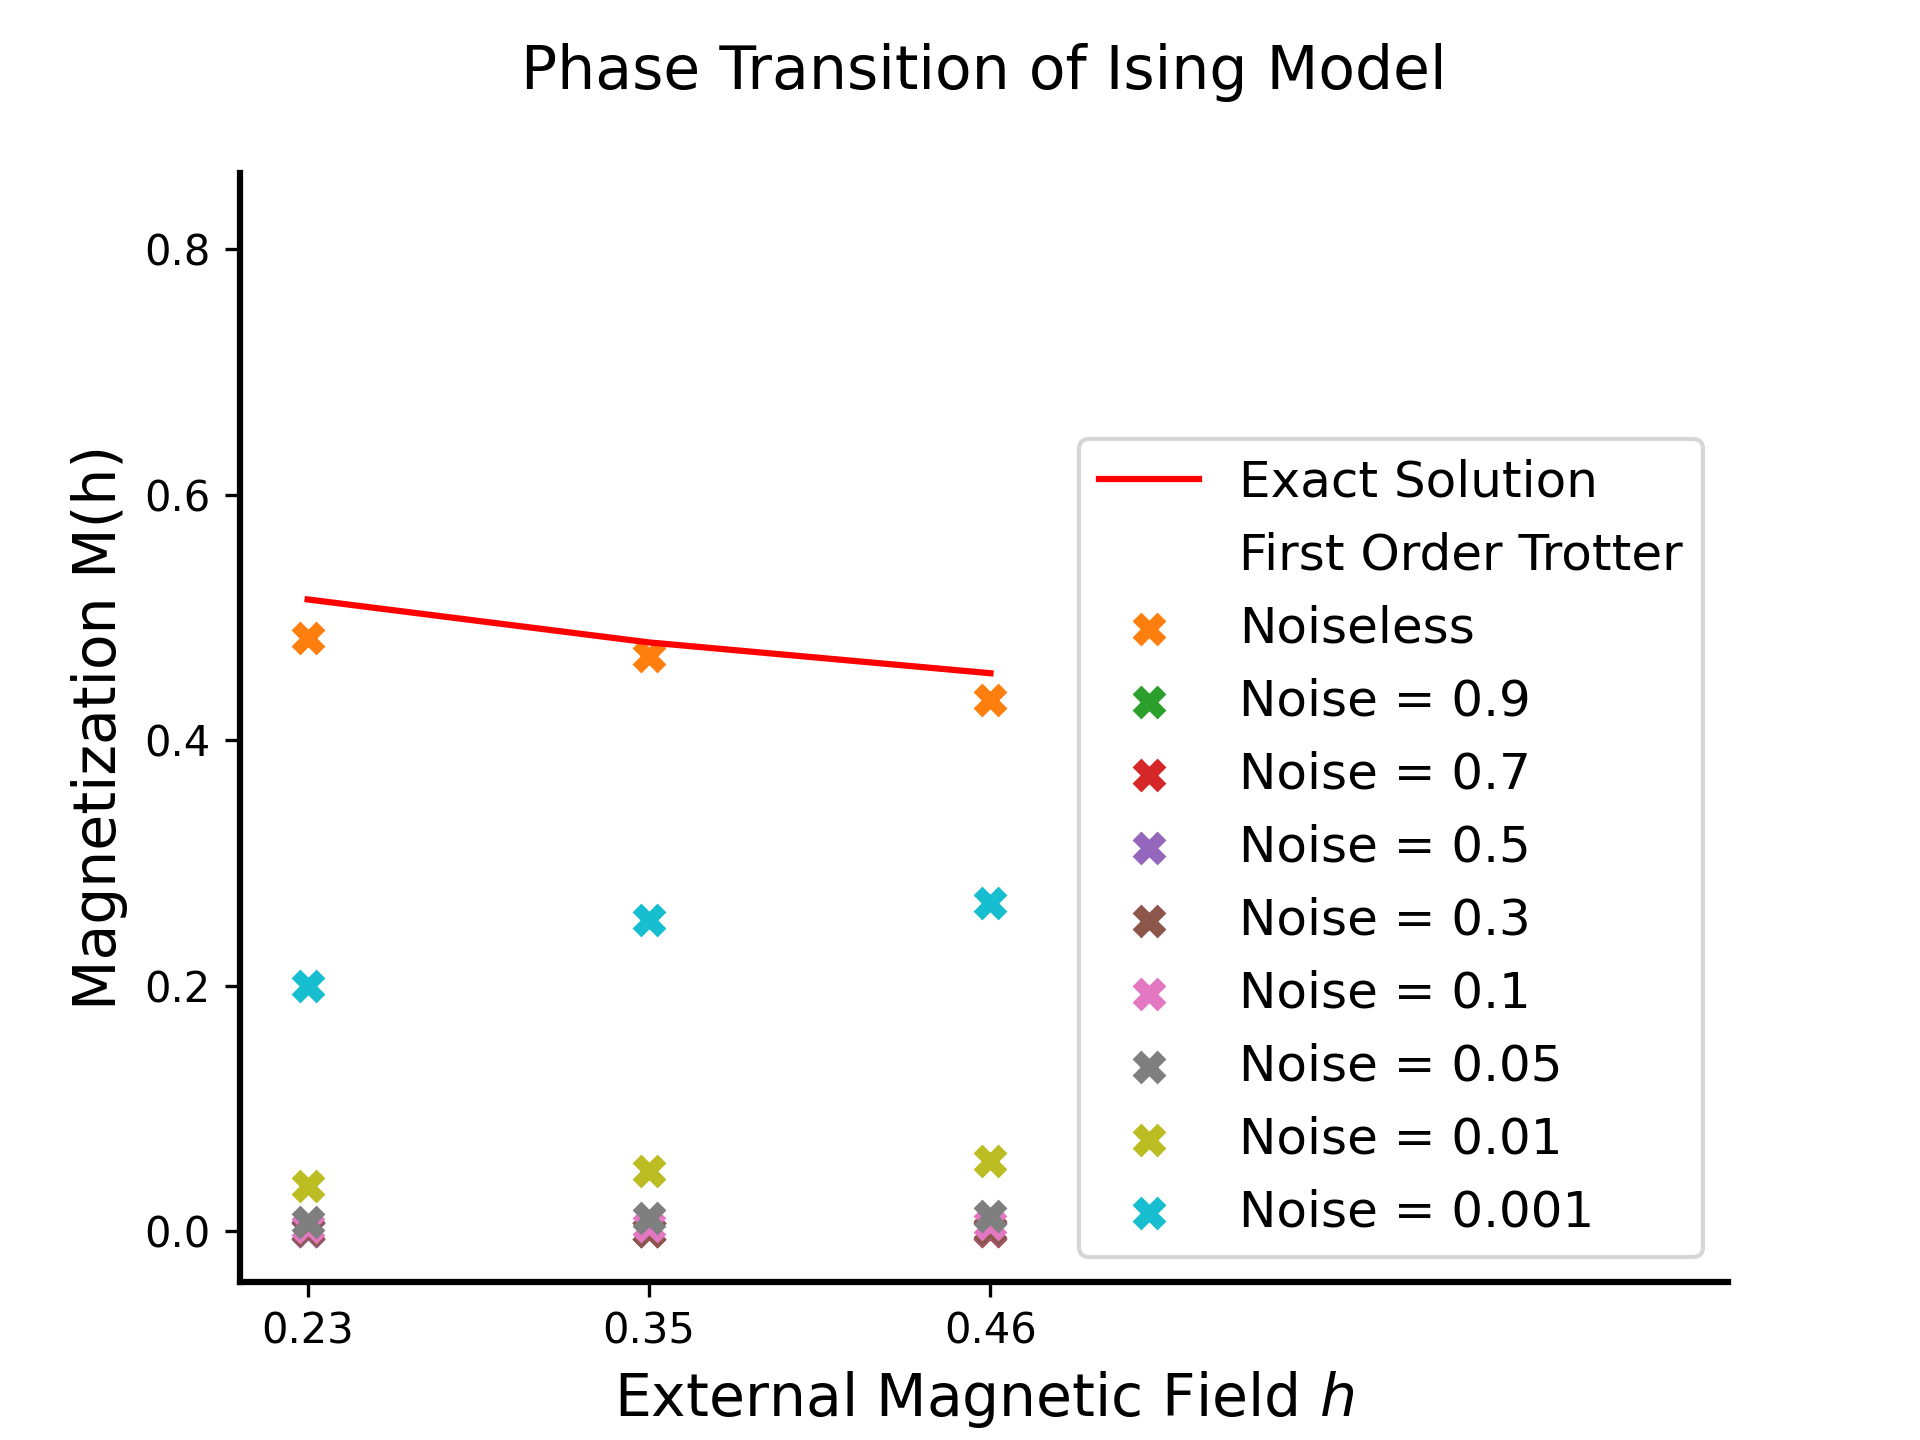 Phase Transition of Ising Model
Magnetization M(h)
0.8
0.6
0.4
0.2
0.0
0.23
0.35
0.46
External Magnetic Field h
Exact Solution
First Order Trotter
Noiseless
Noise = 0.9
Noise = 0.7
Noise = 0.5
Noise = 0.3
Noise = 0.1
Noise = 0.05
Noise = 0.01
Noise = 0.001